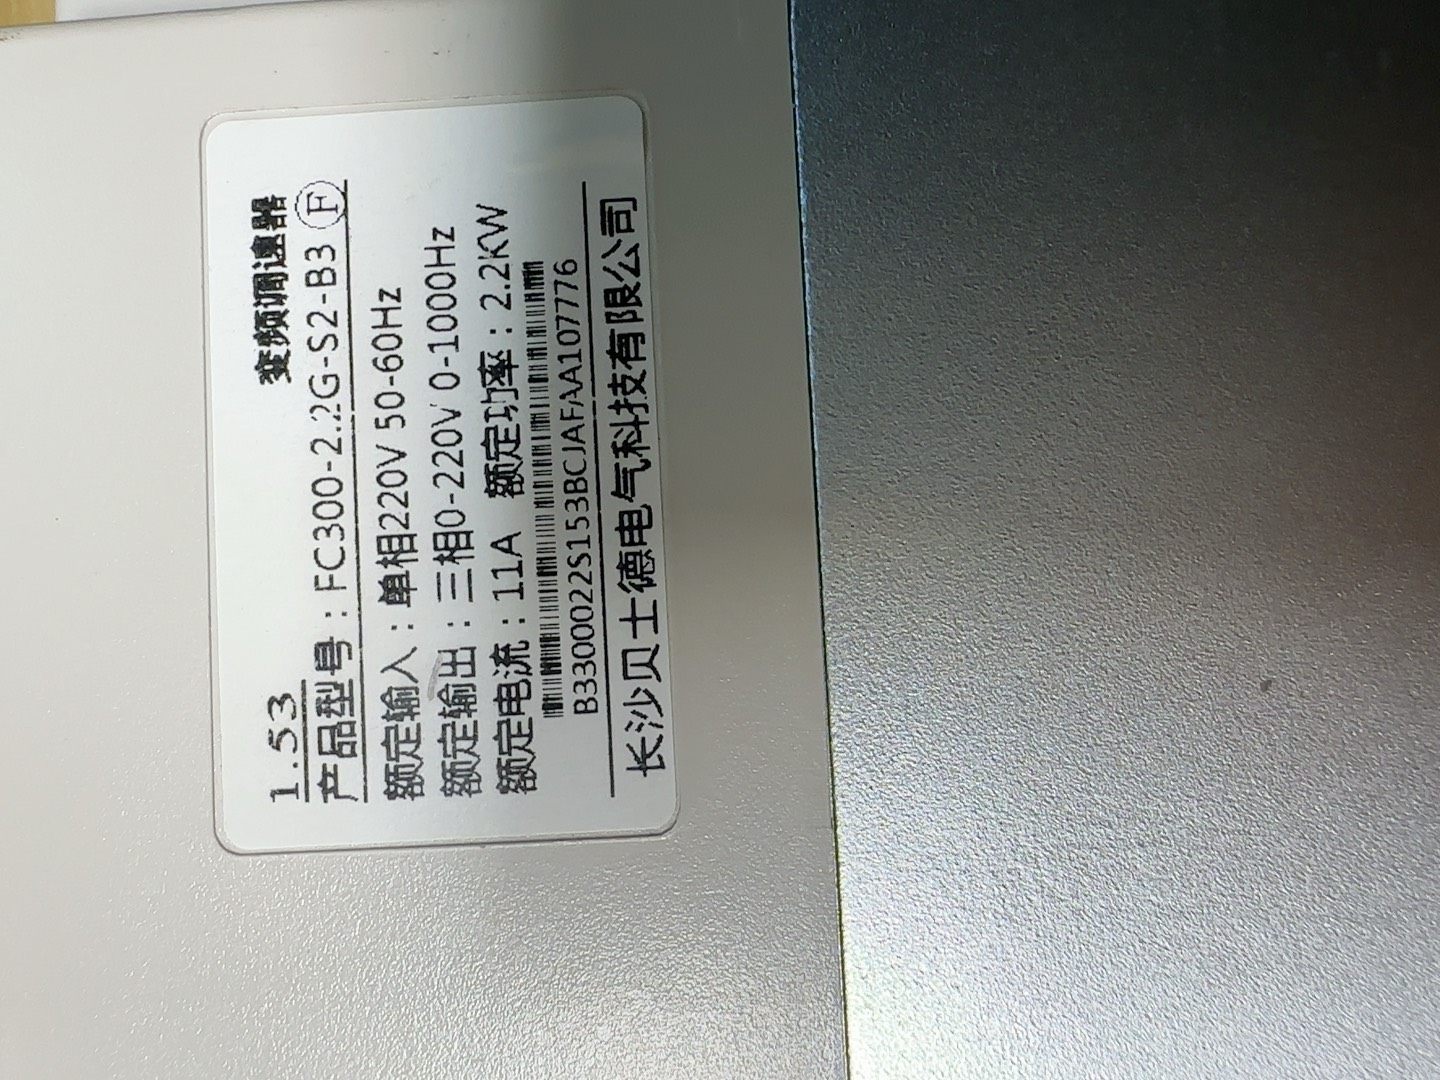 变频调速器
1.53
产品型号：FC300-2.2G-S2-B3 Ⓕ
额定输入：单相220V 50-60Hz
额定输出：三相0-220V 0-1000Hz
额定电流：11A 额定功率：2.2KW
B330022S153BCJAFAA107776
长沙贝士德电气科技有限公司